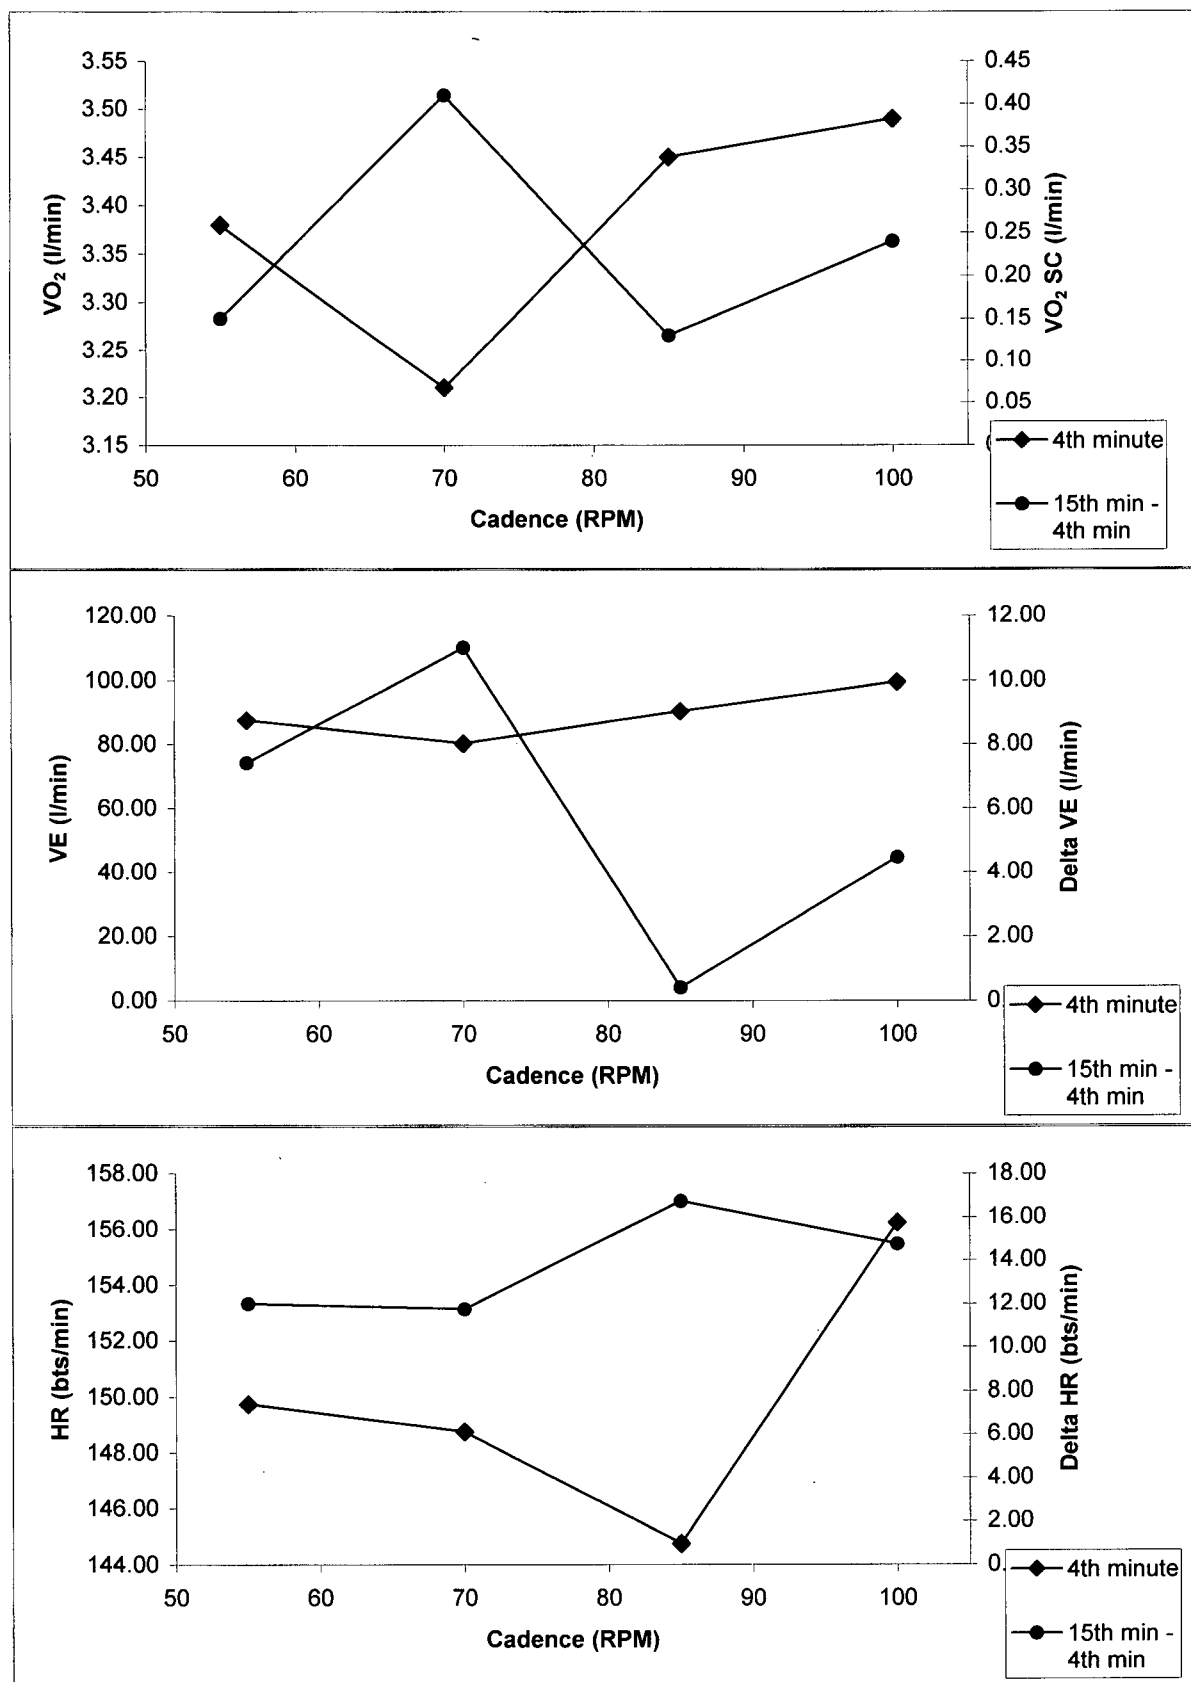 3.55
3.50
3.45
3.40
3.35
3.30
3.25
3.20
3.15
VO₂ (l/min)
0.45
0.40
0.35
0.30
0.25
0.20
0.15
0.10
0.05
VO₂ SC (l/min)
50 60 70 80 90 100
Cadence (RPM)
4th minute
15th min -
4th min
120.00
100.00
80.00
60.00
40.00
20.00
0.00
VE (l/min)
12.00
10.00
8.00
6.00
4.00
2.00
0
Delta VE (l/min)
50 60 70 80 90 100
Cadence (RPM)
4th minute
15th min -
4th min
158.00
156.00
154.00
152.00
150.00
148.00
146.00
144.00
HR (bts/min)
18.00
16.00
14.00
12.00
10.00
8.00
6.00
4.00
2.00
0.
Delta HR (bts/min)
50 60 70 80 90 100
Cadence (RPM)
4th minute
15th min -
4th min